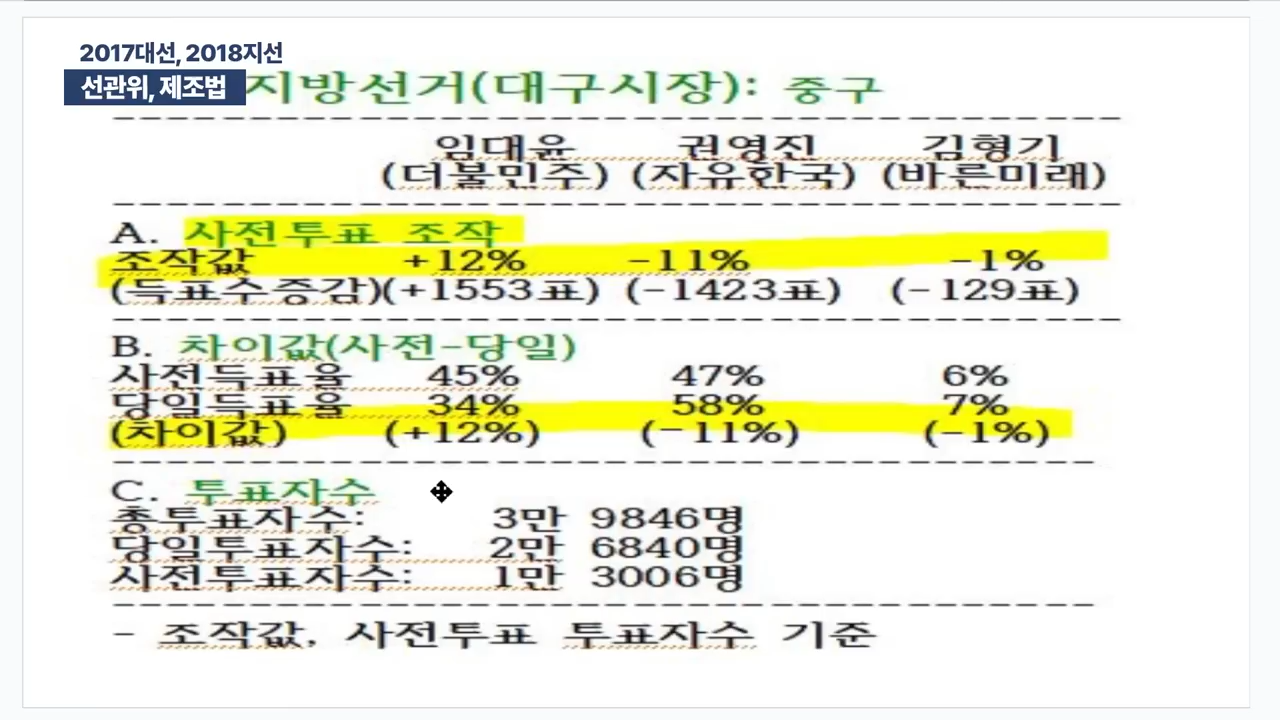 2017대선, 2018지선
선관위, 제조법
지방선거(대구시장): 중구
임대윤 권영진 김형기
(더불민주) (자유한국) (바른미래)
A. 사전투표 조작
조작값 +12% -11% -1%
(득표수증감)(+1553표) (-1423표) (-129표)
B. 차이값(사전-당일)
사전득표율 45% 47% 6%
당일득표율 34% 58% 7%
(차이값) (+12%) (-11%) (-1%)
C. 투표자수
총투표자수: 3만 9846명
당일투표자수: 2만 6840명
사전투표자수: 1만 3006명
- 조작값, 사전투표 투표자수 기준